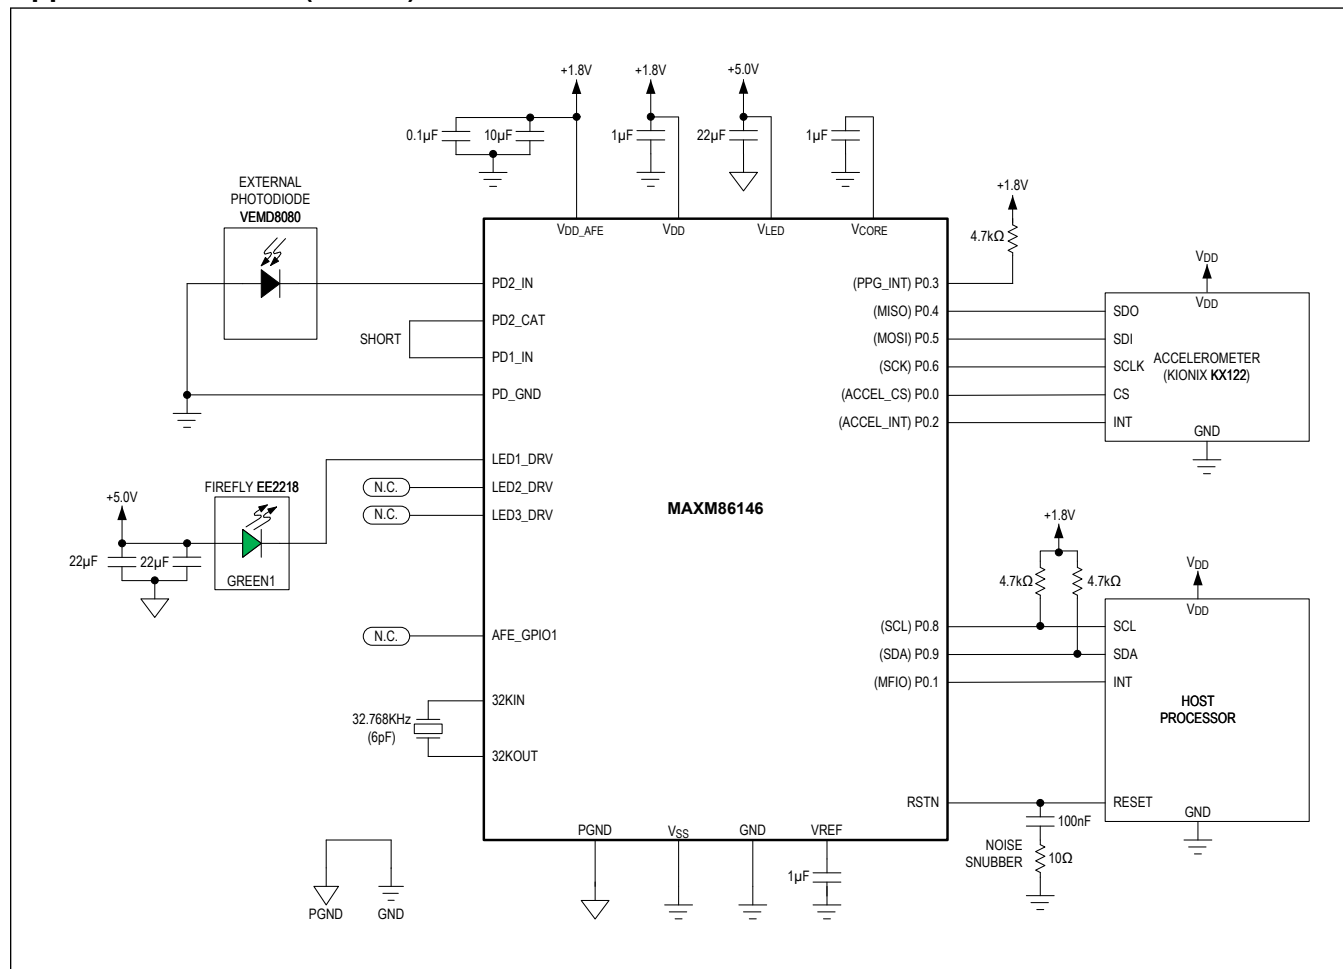 +1.8V
+1.8V
+5.0V
0.1µF
10µF
1µF
22µF
1µF
EXTERNAL
PHOTODIODE
VEMD8080
VDD_AFE
VDD
VLED
VCORE
+1.8V
4.7kΩ
PD2_IN
PD2_CAT
SHORT
PD1_IN
PD_GND
(PPG_INT) P0.3
(MISO) P0.4
(MOSI) P0.5
(SCK) P0.6
(ACCEL_CS) P0.0
(ACCEL_INT) P0.2
VDD
VDD
SDO
SDI
SCLK
CS
INT
ACCELEROMETER
(KIONIX KX122)
GND
LED1_DRV
LED2_DRV
LED3_DRV
N.C.
N.C.
FIREFLY EE2218
+5.0V
22µF
22µF
GREEN1
MAXM86146
+1.8V
4.7kΩ
4.7kΩ
VDD
VDD
N.C.
AFE_GPIO1
(SCL) P0.8
(SDA) P0.9
(MFIO) P0.1
SCL
SDA
INT
HOST
PROCESSOR
32KIN
32.768KHz
(6pF)
32KOUT
RSTN
RESET
GND
100nF
NOISE
SNUBBER
10Ω
PGND
VSS
GND
VREF
1µF
PGND
GND